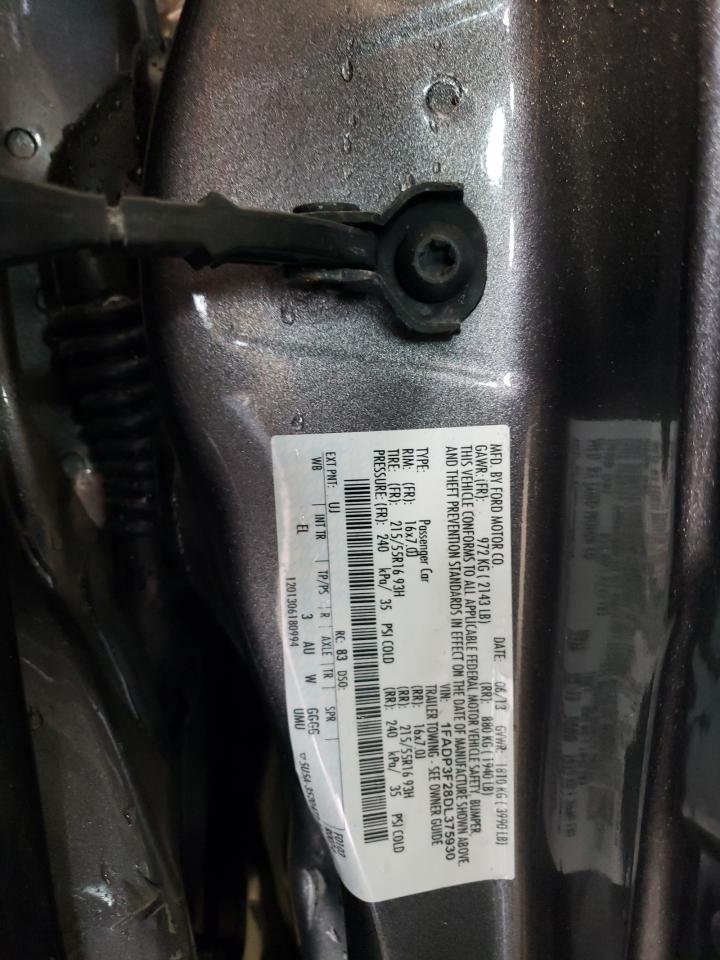 MFD. BY FORD MOTOR CO.
DATE: 06/13 GVWR: 1810 KG ( 3990 LB)
GAWR: (FR): 972 KG ( 2143 LB) (RR): 880 KG ( 1940 LB)
THIS VEHICLE CONFORMS TO ALL APPLICABLE FEDERAL MOTOR VEHICLE SAFETY, BUMPER,
AND THEFT PREVENTION STANDARDS IN EFFECT ON THE DATE OF MANUFACTURE SHOWN ABOVE.
VIN: 1FADP3F28DL375930
TYPE: Passenger Car TRAILER TOWING - SEE OWNER GUIDE
RIM: (FR): 16x7.0J (RR): 16x7.0J
TIRE: (FR): 215/55R16 93H (RR): 215/55R16 93H
PRESSURE: (FR): 240 kPa/ 35 PSI COLD (RR): 240 kPa/ 35 PSI COLD
RC: 83 DSO:
EXT PNT: UJ INT TR TP/PS R AXLE TR SPR
WB EL 3 AU W GGGG
UMU
1201306180994